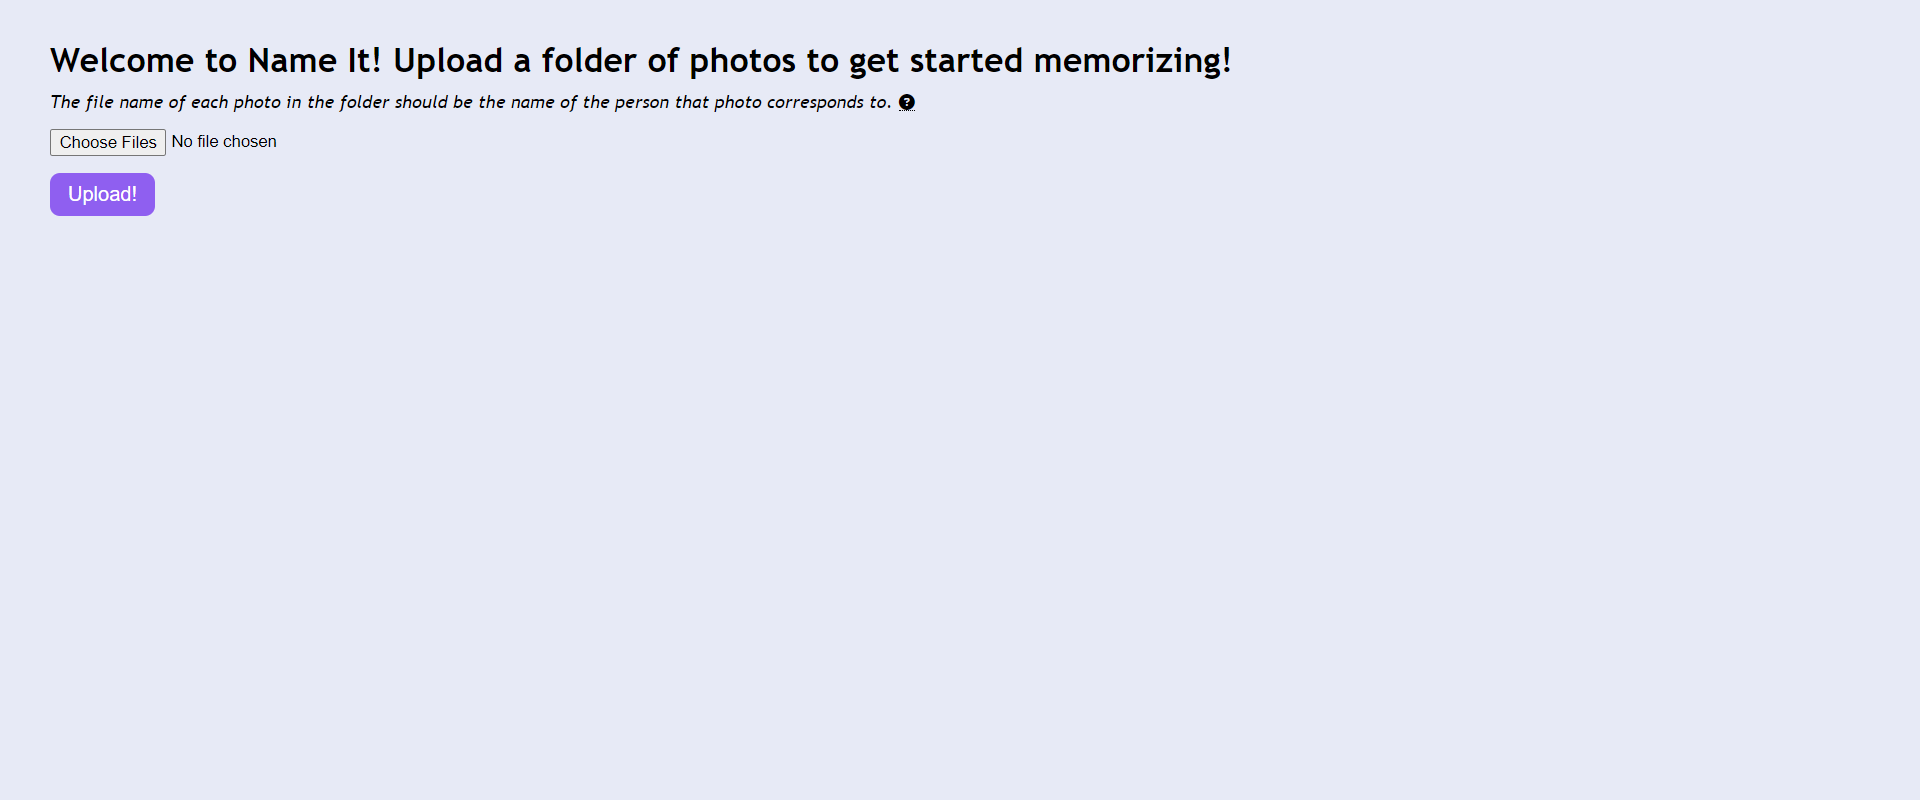 Welcome to Name It! Upload a folder of photos to get started memorizing!
The file name of each photo in the folder should be the name of the person that photo corresponds to. ?
Choose Files No file chosen
Upload!